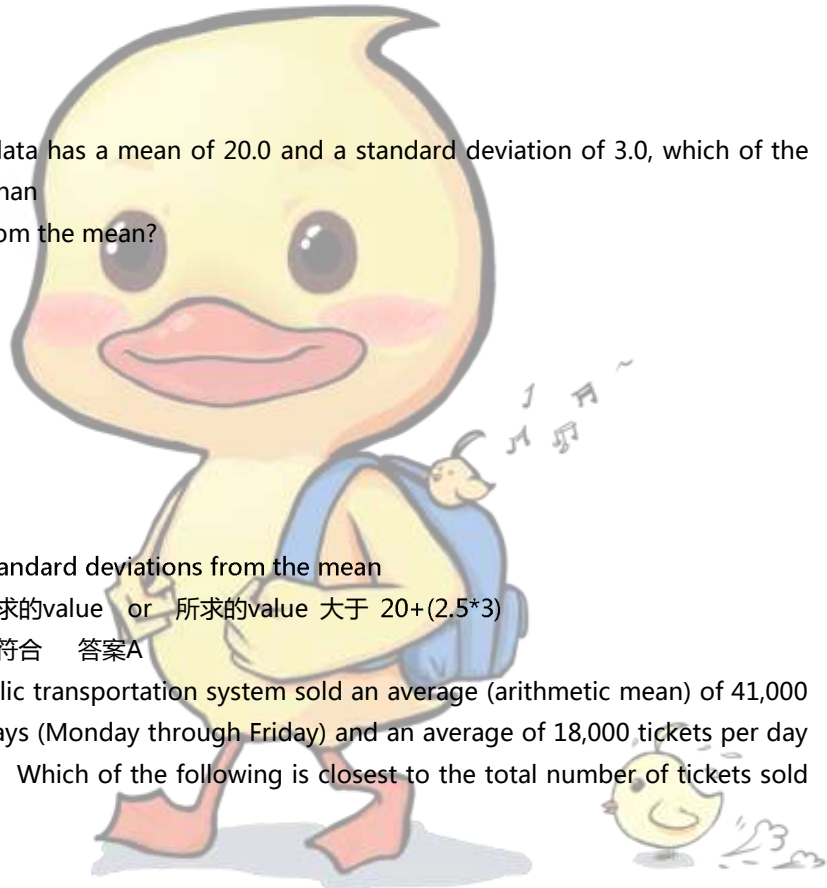 data has a mean of 20.0 and a standard deviation of 3.0, which of the
han
om the mean?
andard deviations from the mean
求的value or 所求的value 大于 20+(2.5*3)
符合 答案A
lic transportation system sold an average (arithmetic mean) of 41,000
ays (Monday through Friday) and an average of 18,000 tickets per day
Which of the following is closest to the total number of tickets sold